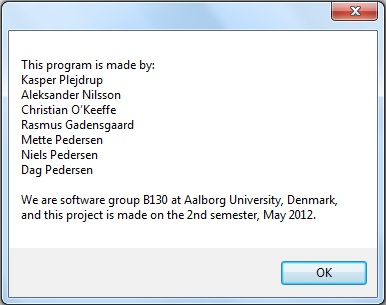 This program is made by:
Kasper Plejdrup
Aleksander Nilsson
Christian O'Keeffe
Rasmus Gadensgaard
Mette Pedersen
Niels Pedersen
Dag Pedersen
We are software group B130 at Aalborg University, Denmark,
and this project is made on the 2nd semester, May 2012.
OK